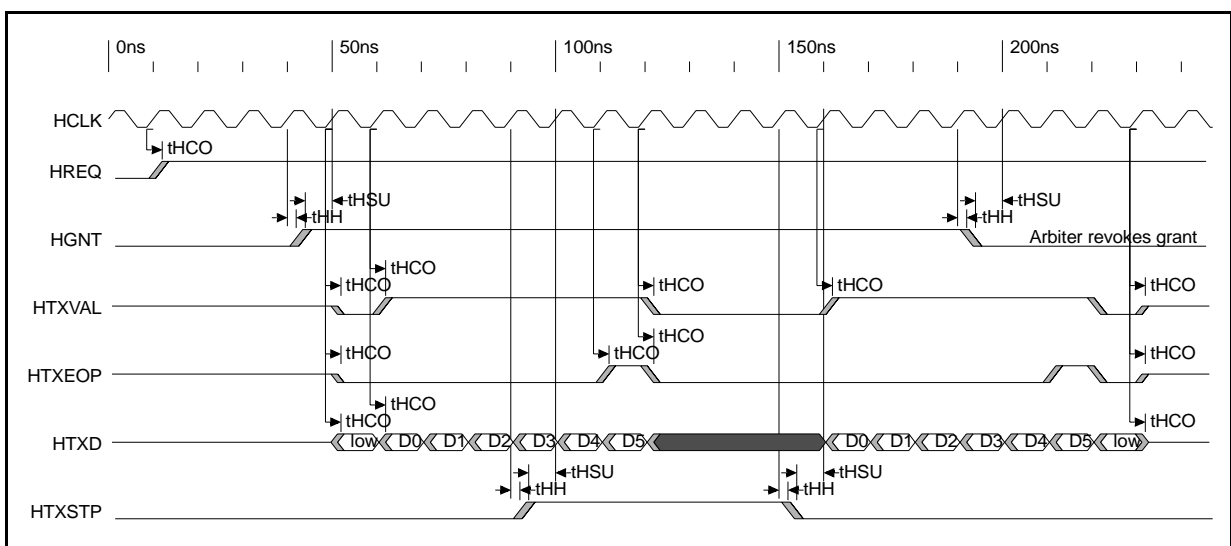 0ns 50ns 100ns 150ns 200ns
HCLK
tHCO
HREQ
tHSU tHSU
tHH tHH
HGNT Arbiter revokes grant
tHCO
tHCO tHCO tHCO tHCO
HTXVAL
tHCO
tHCO tHCO tHCO
HTXEOP
tHCO
tHCO tHCO
HTXD low D0 D1 D2 D3 D4 D5 D0 D1 D2 D3 D4 D5 low
tHSU tHSU
tHH tHH
HTXSTP